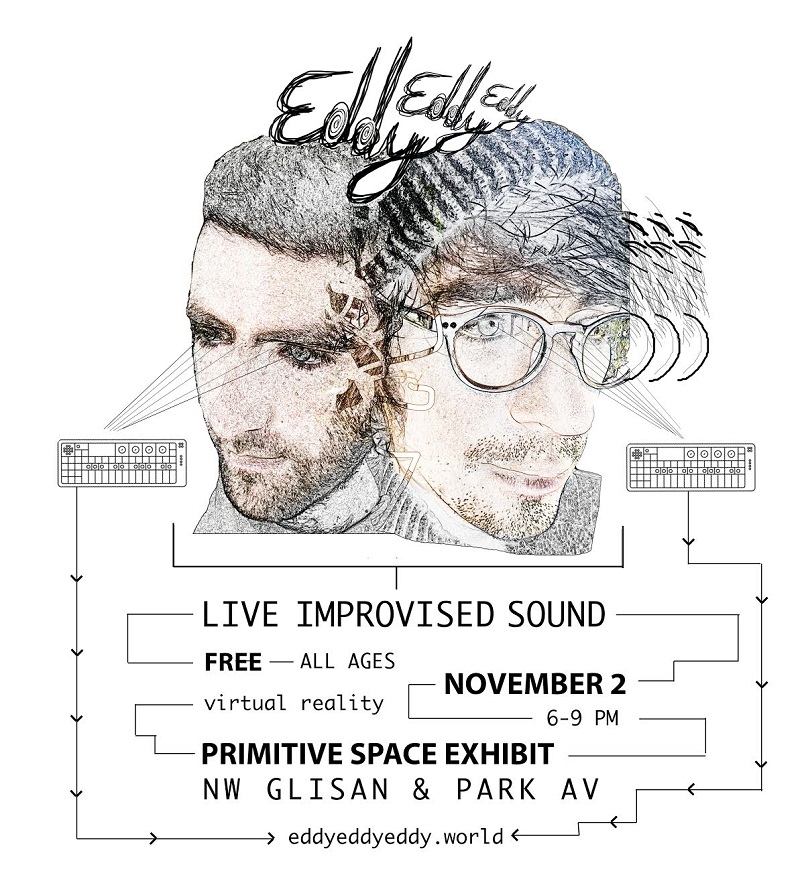 Eddy Eddy Eddy
LIVE IMPROVISED SOUND
FREE — ALL AGES
NOVEMBER 2
virtual reality
6-9 PM
PRIMITIVE SPACE EXHIBIT
NW GLISAN & PARK AV
eddyeddyeddy.world